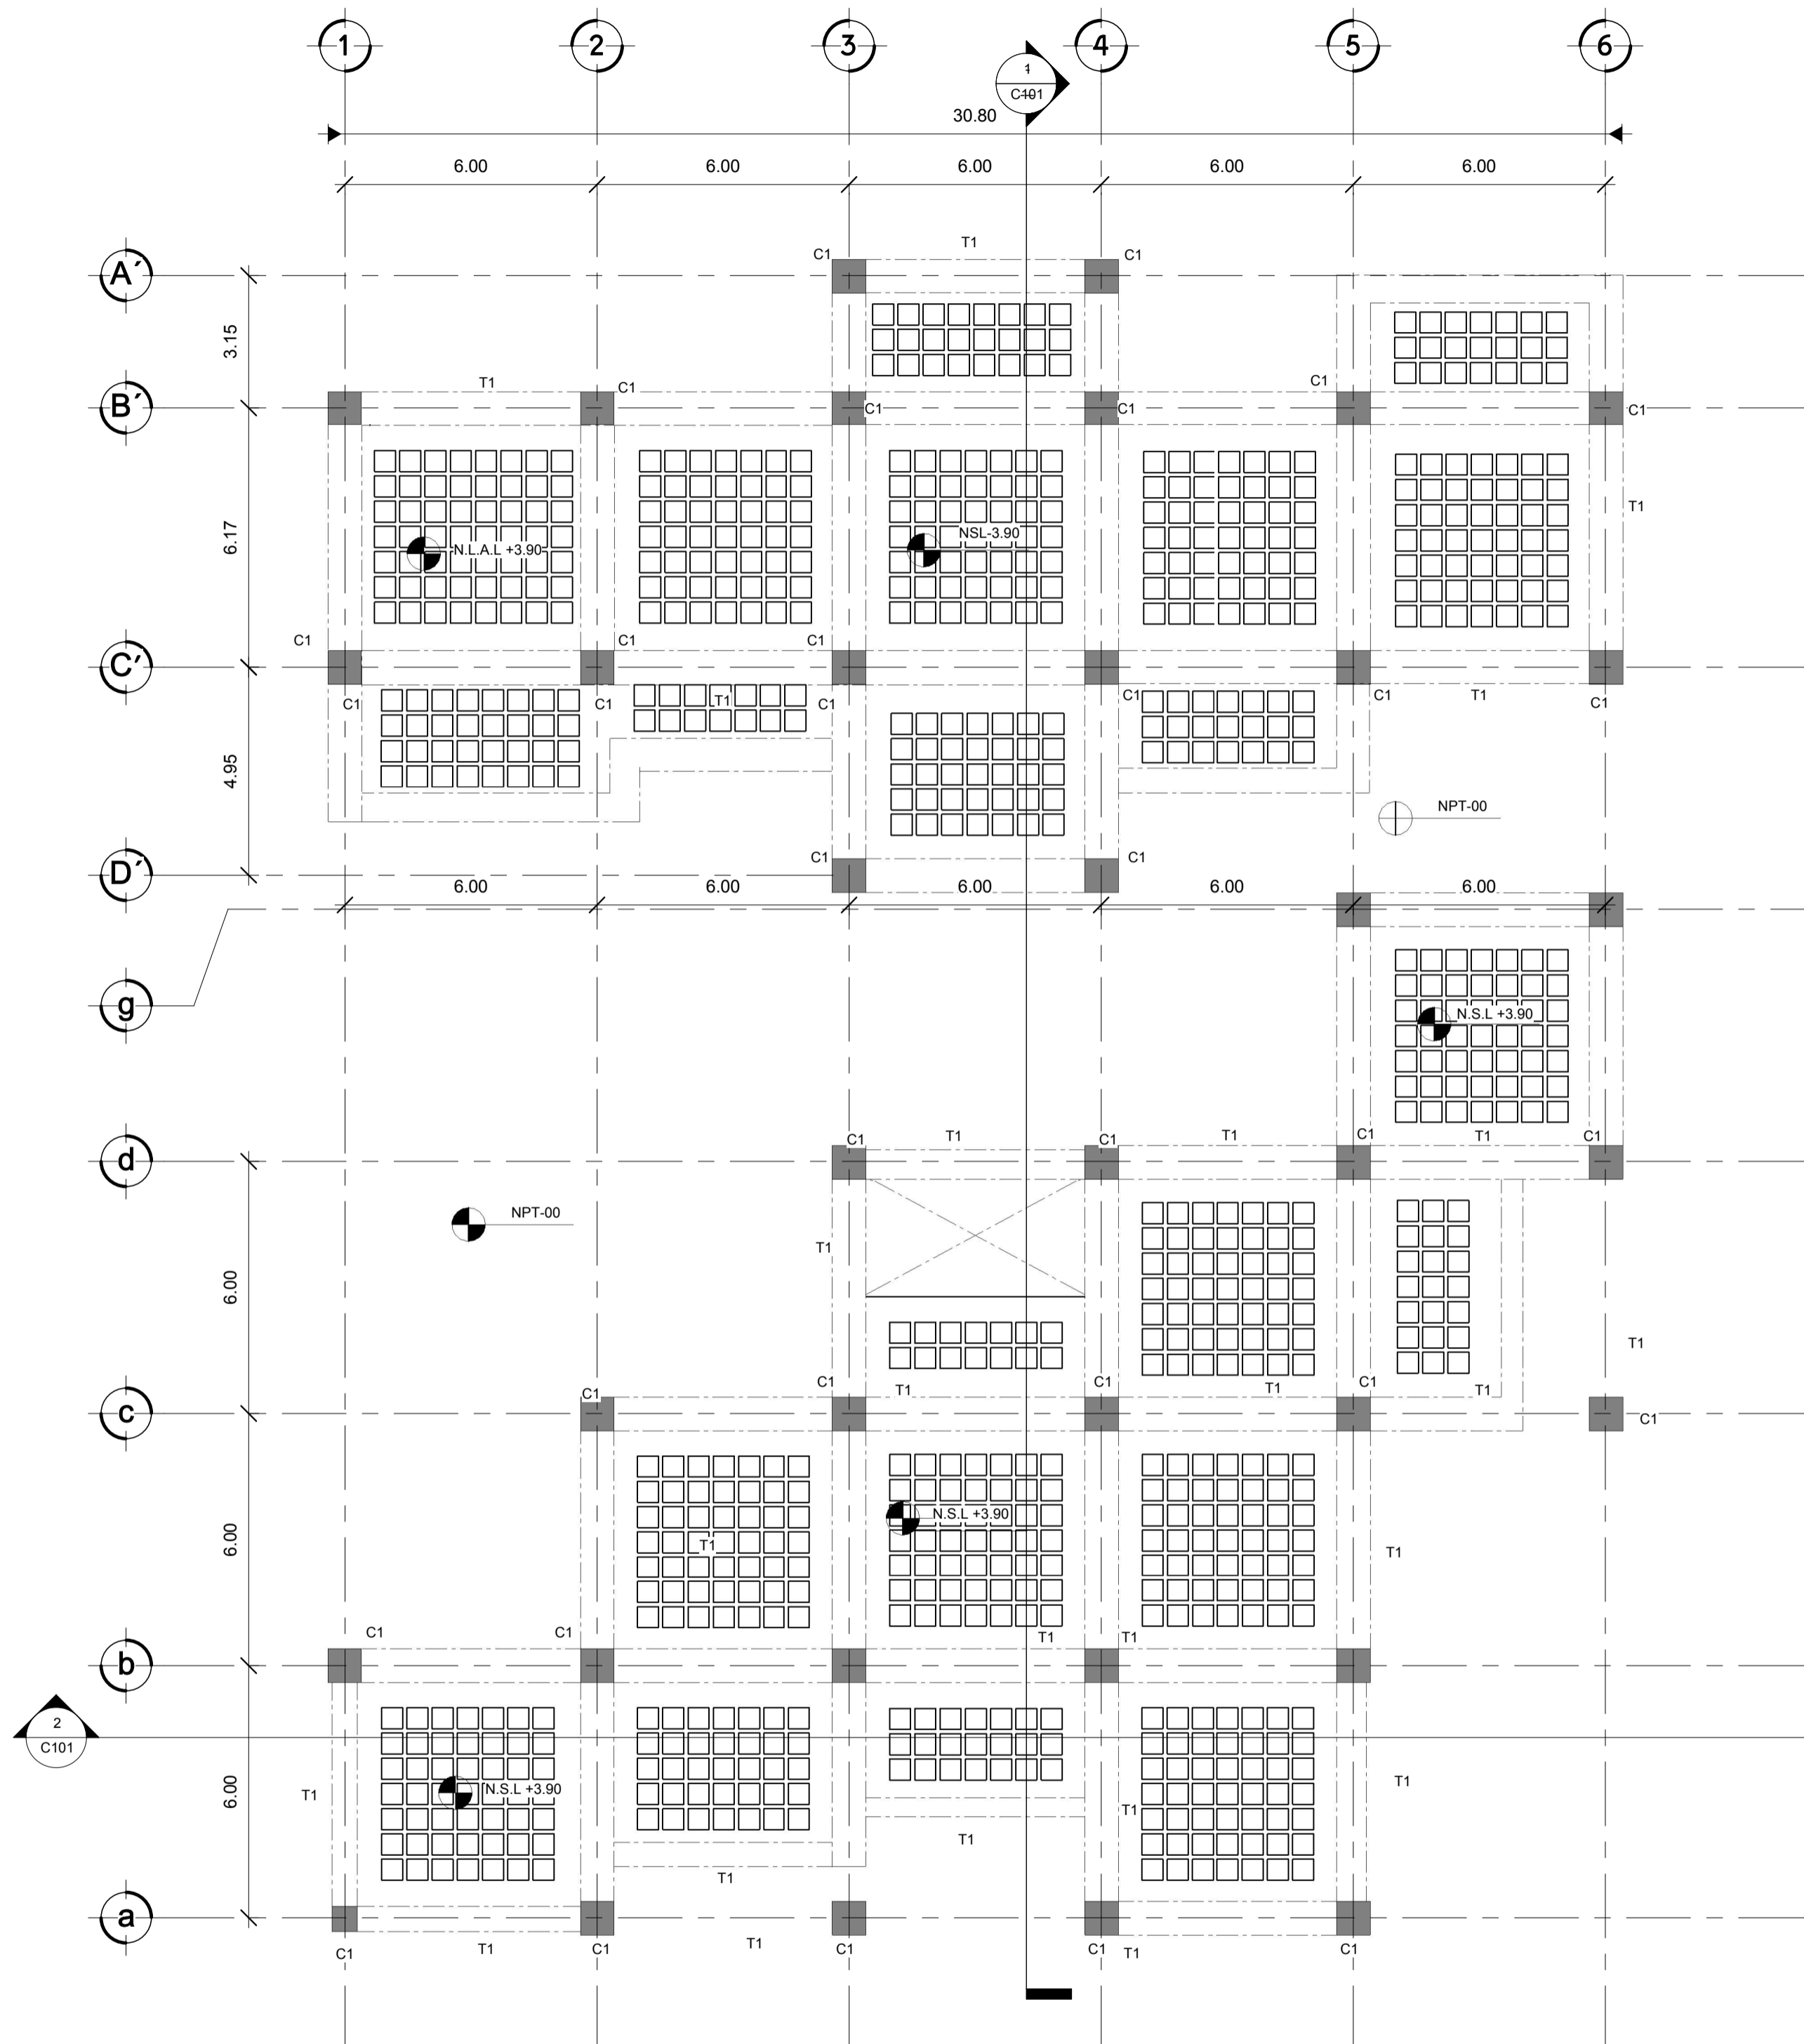 1 2 3 4 5 6
1
C101
30.80
6.00 6.00 6.00 6.00 6.00
T1
C1 C1
A´
3.15
T1 C1 C1
B´ C1 C1 C1
T1
6.17
NSL-3.90
N.L.A.L +3.90
C1 C1 C1
C'
C1 C1 T1 C1 C1 C1 T1 C1
4.95
NPT-00
C1 C1
D´
6.00 6.00 6.00 6.00 6.00
g
N.S.L +3.90
C1 T1 C1 T1 C1 T1 C1
d
NPT-00
T1
6.00
T1
C1 C1 T1 C1 T1 C1 T1
c C1
N.S.L +3.90
6.00
T1 T1
C1 C1 T1 T1
b
2
C101
T1 N.S.L +3.90 T1
6.00
T1
T1
T1
a
C1 T1 C1 T1 C1 C1 T1 C1